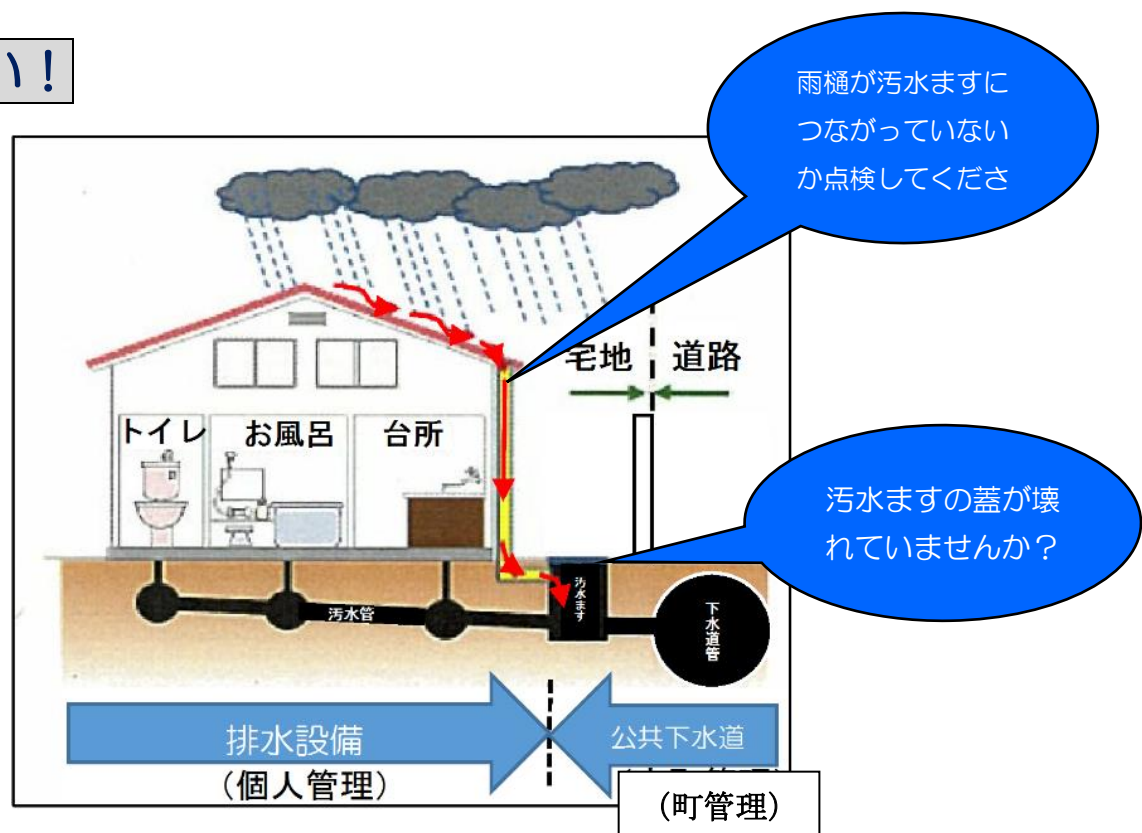 い！
雨樋が汚水ますに
つながっていない
か点検してくださ
宅地
道路
トイレ
お風呂
台所
汚水ますの蓋が壊
れていませんか？
汚水ます
汚水管
下水道管
排水設備
公共下水道
（個人管理）
（町管理）